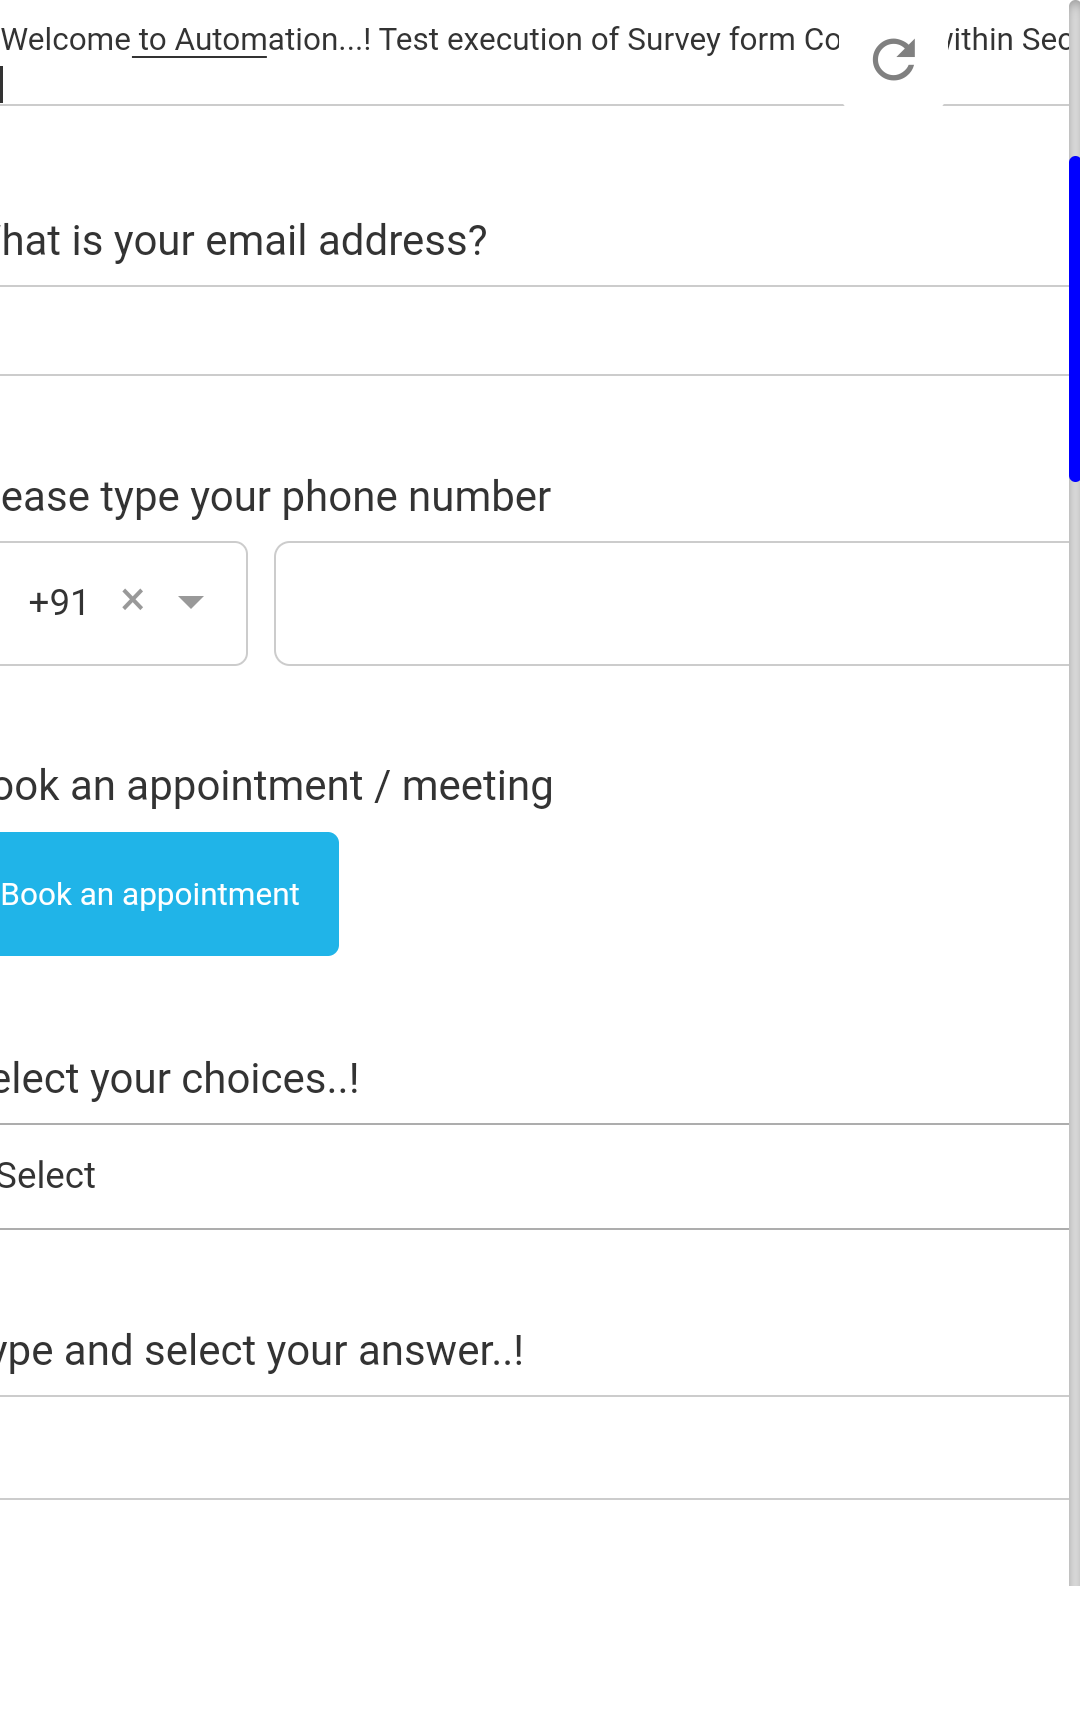 Welcome to Automation...! Test execution of Survey form Co ithin Sec
hat is your email address?
ease type your phone number
+91
ook an appointment / meeting
Book an appointment
elect your choices..!
Select
ype and select your answer..!